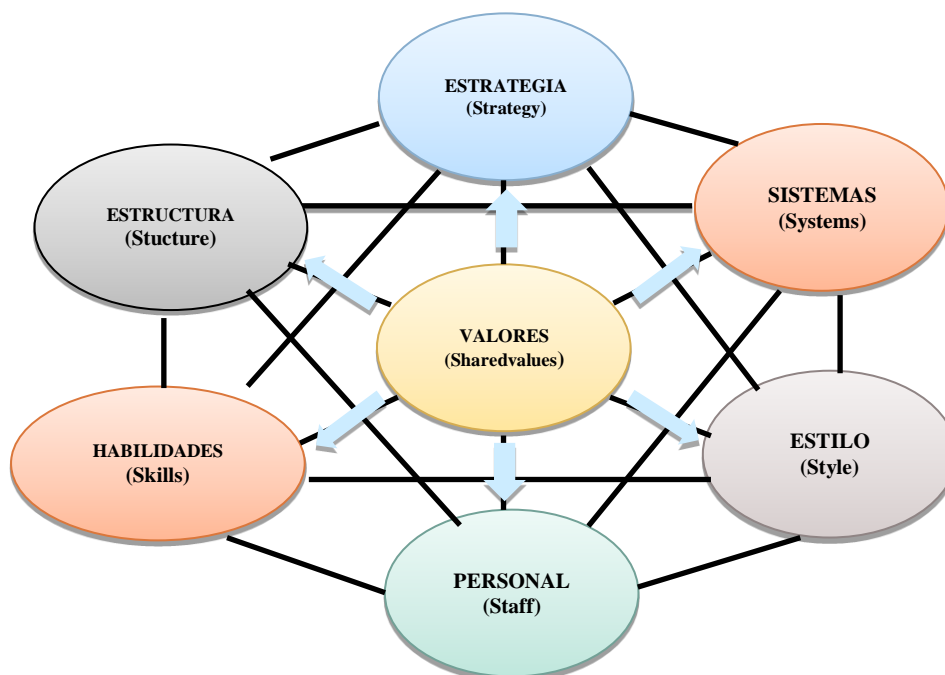 ESTRATEGIA
(Strategy)
SISTEMAS
(Systems)
ESTRUCTURA
(Stucture)
VALORES
(Sharedvalues)
HABILIDADES
(Skills)
ESTILO
(Style)
PERSONAL
(Staff)